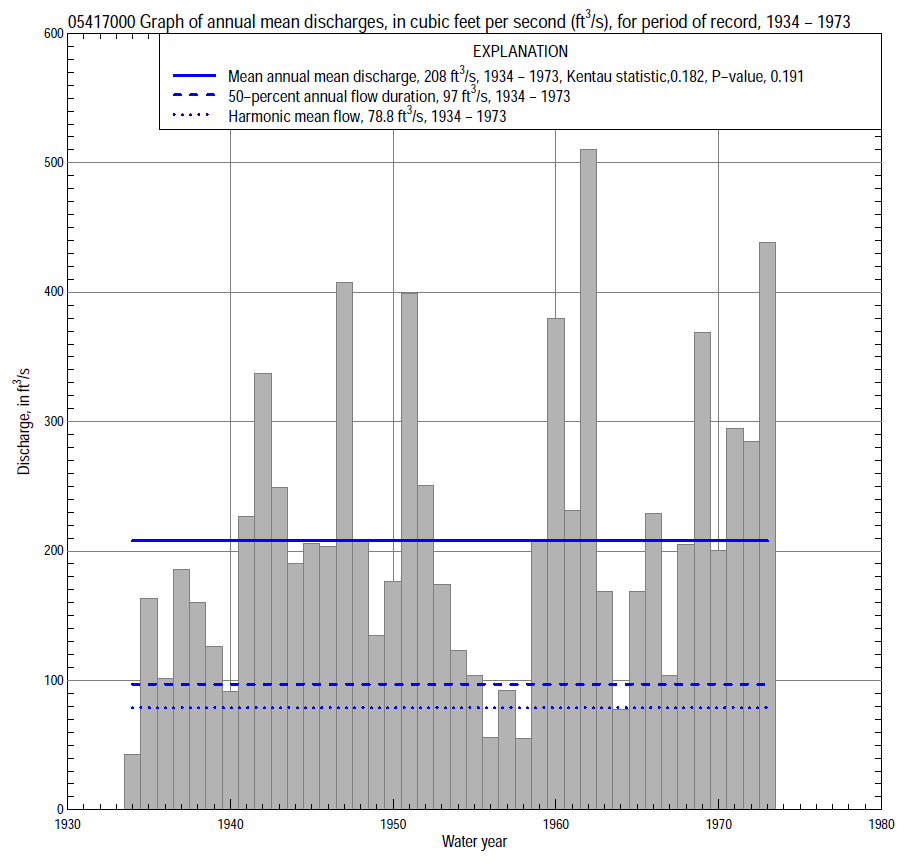 05417000 Graph of annual mean discharges, in cubic feet per second (ft³/s), for period of record, 1934 – 1973
600
EXPLANATION
Mean annual mean discharge, 208 ft³/s, 1934 – 1973, Kentau statistic,0.182, P–value, 0.191
50–percent annual flow duration, 97 ft³/s, 1934 – 1973
Harmonic mean flow, 78.8 ft³/s, 1934 – 1973
500
400
300
Discharge, in ft³/s
200
100
0
1930 1940 1950 1960 1970 1980
Water year